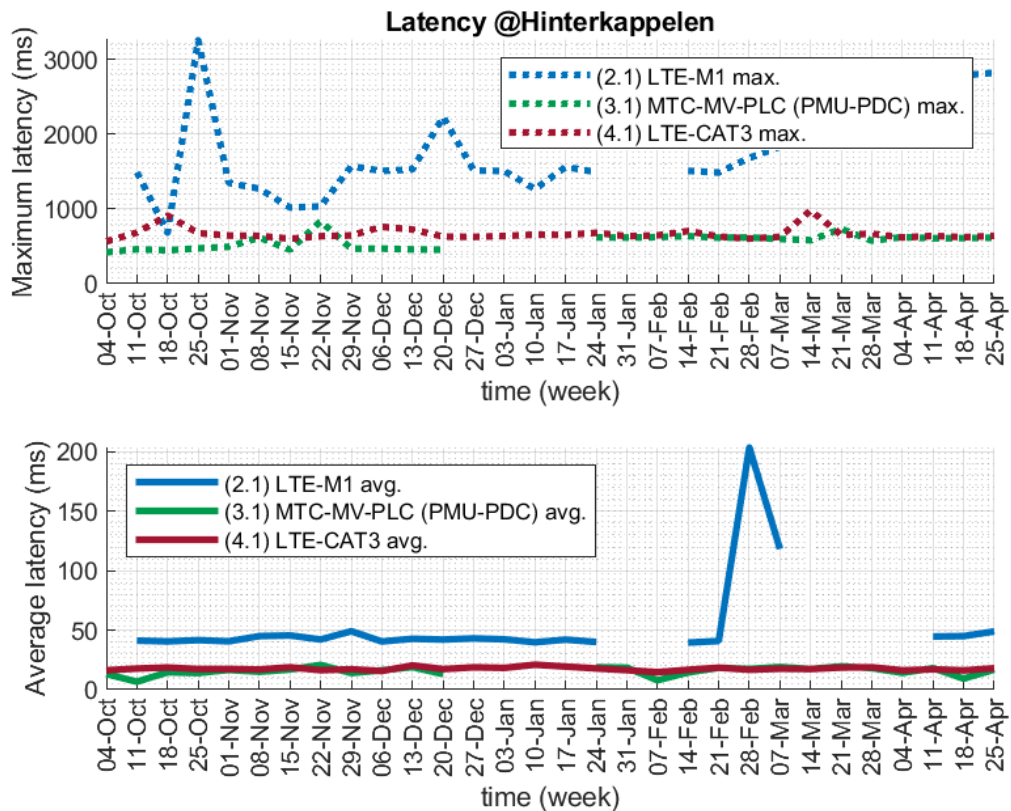 Latency @Hinterkappelen
Maximum latency (ms)
3000
2000
1000
0
(2.1) LTE-M1 max.
(3.1) MTC-MV-PLC (PMU-PDC) max.
(4.1) LTE-CAT3 max.
04-Oct
11-Oct
18-Oct
25-Oct
01-Nov
08-Nov
15-Nov
22-Nov
29-Nov
06-Dec
13-Dec
20-Dec
27-Dec
03-Jan
10-Jan
17-Jan
24-Jan
31-Jan
07-Feb
14-Feb
21-Feb
28-Feb
07-Mar
14-Mar
21-Mar
28-Mar
04-Apr
11-Apr
18-Apr
25-Apr
time (week)
Average latency (ms)
200
150
100
50
0
(2.1) LTE-M1 avg.
(3.1) MTC-MV-PLC (PMU-PDC) avg.
(4.1) LTE-CAT3 avg.
04-Oct
11-Oct
18-Oct
25-Oct
01-Nov
08-Nov
15-Nov
22-Nov
29-Nov
06-Dec
13-Dec
20-Dec
27-Dec
03-Jan
10-Jan
17-Jan
24-Jan
31-Jan
07-Feb
14-Feb
21-Feb
28-Feb
07-Mar
14-Mar
21-Mar
28-Mar
04-Apr
11-Apr
18-Apr
25-Apr
time (week)